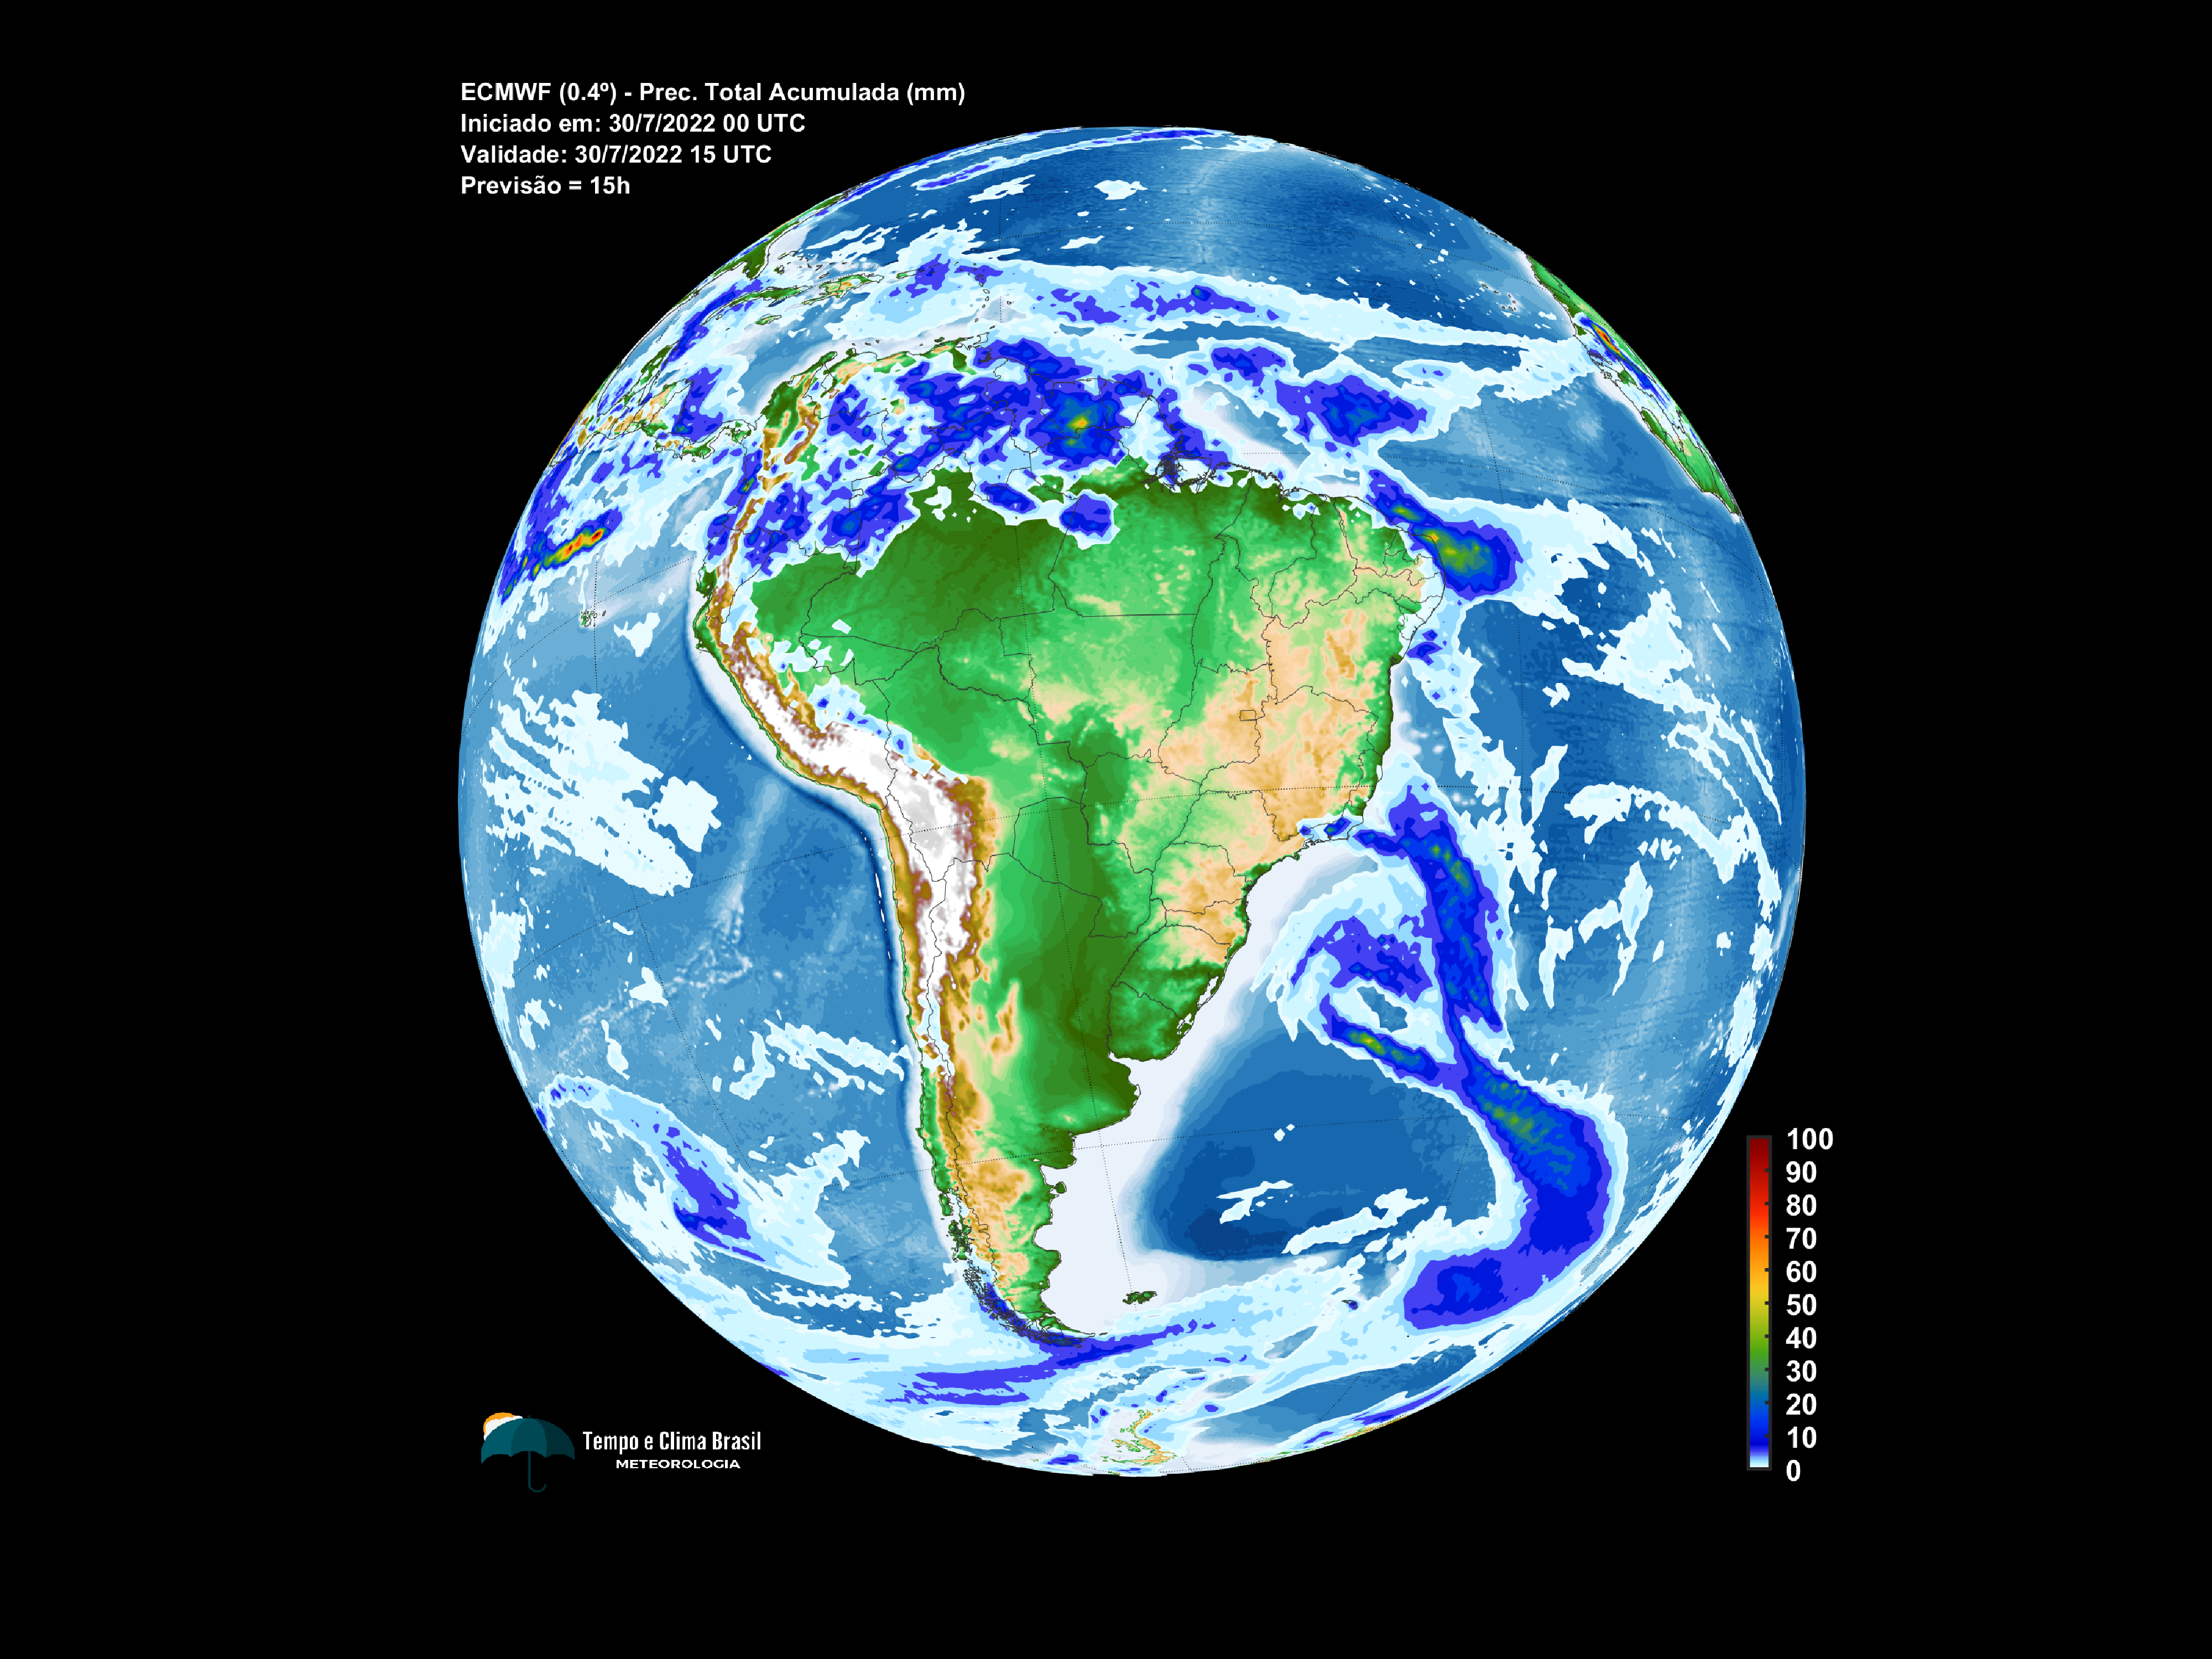 ECMWF (0.4º) - Prec. Total Acumulada (mm)
Iniciado em: 30/7/2022 00 UTC
Validade: 30/7/2022 15 UTC
Previsão = 15h
100
90
80
70
60
50
40
30
20
10
0
Tempo e Clima Brasil
METEOROLOGIA